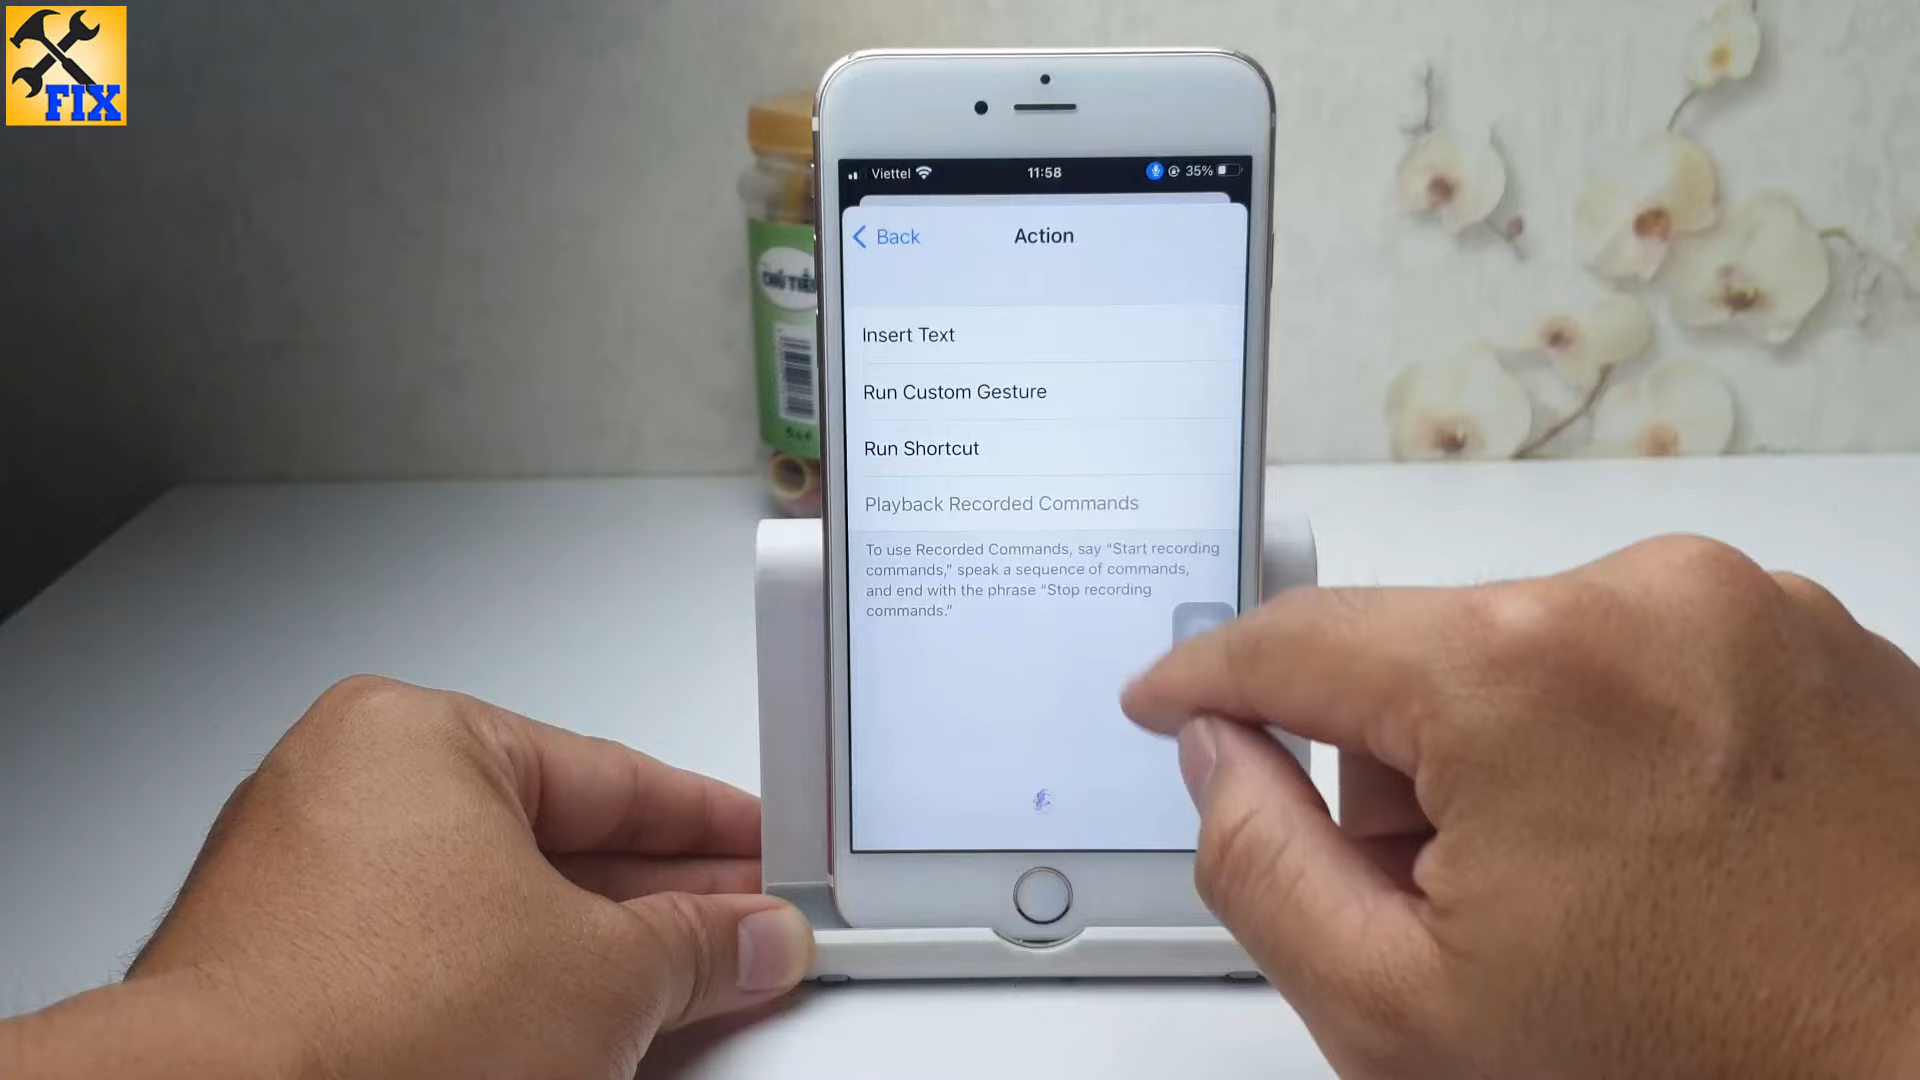 FIX
Viettel
11:58
35%
Back
Action
Insert Text
Run Custom Gesture
Run Shortcut
Playback Recorded Commands
To use Recorded Commands, say “Start recording
commands,” speak a sequence of commands,
and end with the phrase “Stop recording
commands.”